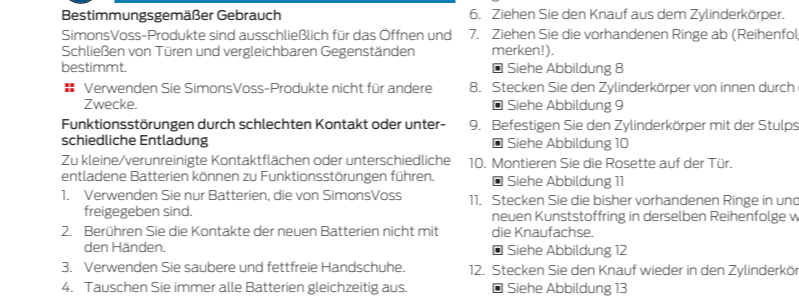 Bestimmungsgemäßer Gebrauch
SimonsVoss-Produkte sind ausschließlich für das Öffnen und
Schließen von Türen und vergleichbaren Gegenständen
bestimmt.
Verwenden Sie SimonsVoss-Produkte nicht für andere
Zwecke.
Funktionsstörungen durch schlechten Kontakt oder unter-
schiedliche Entladung
Zu kleine/verunreinigte Kontaktflächen oder unterschiedliche
entladene Batterien können zu Funktionsstörungen führen.
1. Verwenden Sie nur Batterien, die von SimonsVoss
freigegeben sind.
2. Berühren Sie die Kontakte der neuen Batterien nicht mit
den Händen.
3. Verwenden Sie saubere und fettfreie Handschuhe.
4. Tauschen Sie immer alle Batterien gleichzeitig aus.
6. Ziehen Sie den Knauf aus dem Zylinderkörper.
7. Ziehen Sie die vorhandenen Ringe ab (Reihenfol
merken!).
▣ Siehe Abbildung 8
8. Stecken Sie den Zylinderkörper von innen durch
▣ Siehe Abbildung 9
9. Befestigen Sie den Zylinderkörper mit der Stulps
▣ Siehe Abbildung 10
10. Montieren Sie die Rosette auf der Tür.
▣ Siehe Abbildung 11
11. Stecken Sie die bisher vorhandenen Ringe in und
neuen Kunststoffring in derselben Reihenfolge w
die Knaufachse.
▣ Siehe Abbildung 12
12. Stecken Sie den Knauf wieder in den Zylinderkör
▣ Siehe Abbildung 13